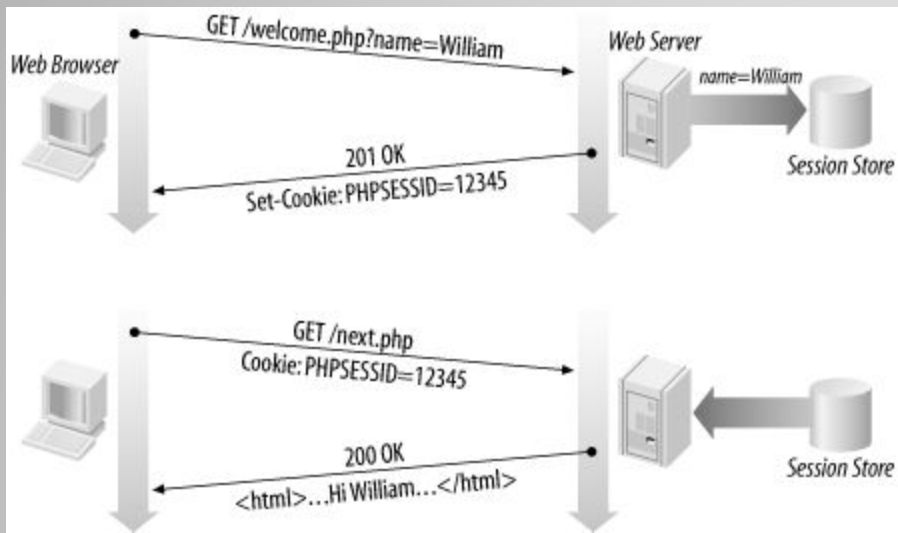 GET /welcome.php?name=William
Web Server
Web Browser
name=William
201 OK
Set-Cookie: PHPSESSID=12345
Session Store
GET /next.php
Cookie: PHPSESSID=12345
200 OK
<html>...Hi William...</html>
Session Store